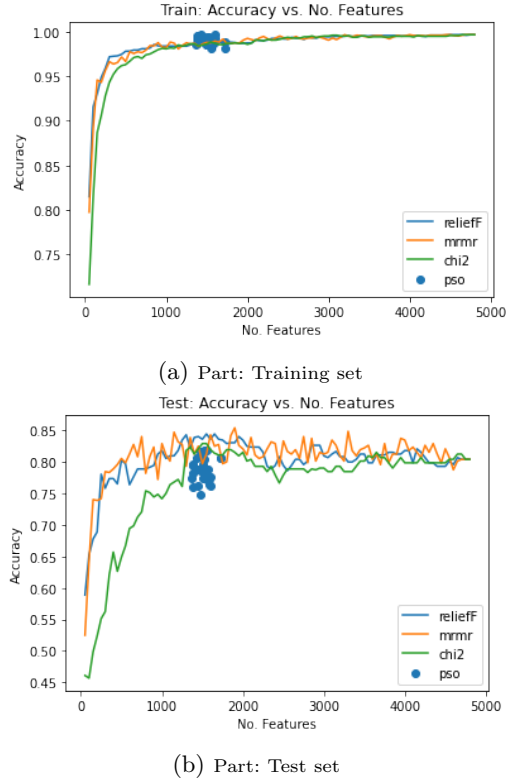 Train: Accuracy vs. No. Features
1.00
0.95
0.90
0.85
0.80
0.75
Accuracy
reliefF
mrmr
chi2
pso
0 1000 2000 3000 4000 5000
No. Features
(a) Part: Training set
Test: Accuracy vs. No. Features
0.85
0.80
0.75
0.70
0.65
0.60
0.55
0.50
0.45
Accuracy
reliefF
mrmr
chi2
pso
0 1000 2000 3000 4000 5000
No. Features
(b) Part: Test set